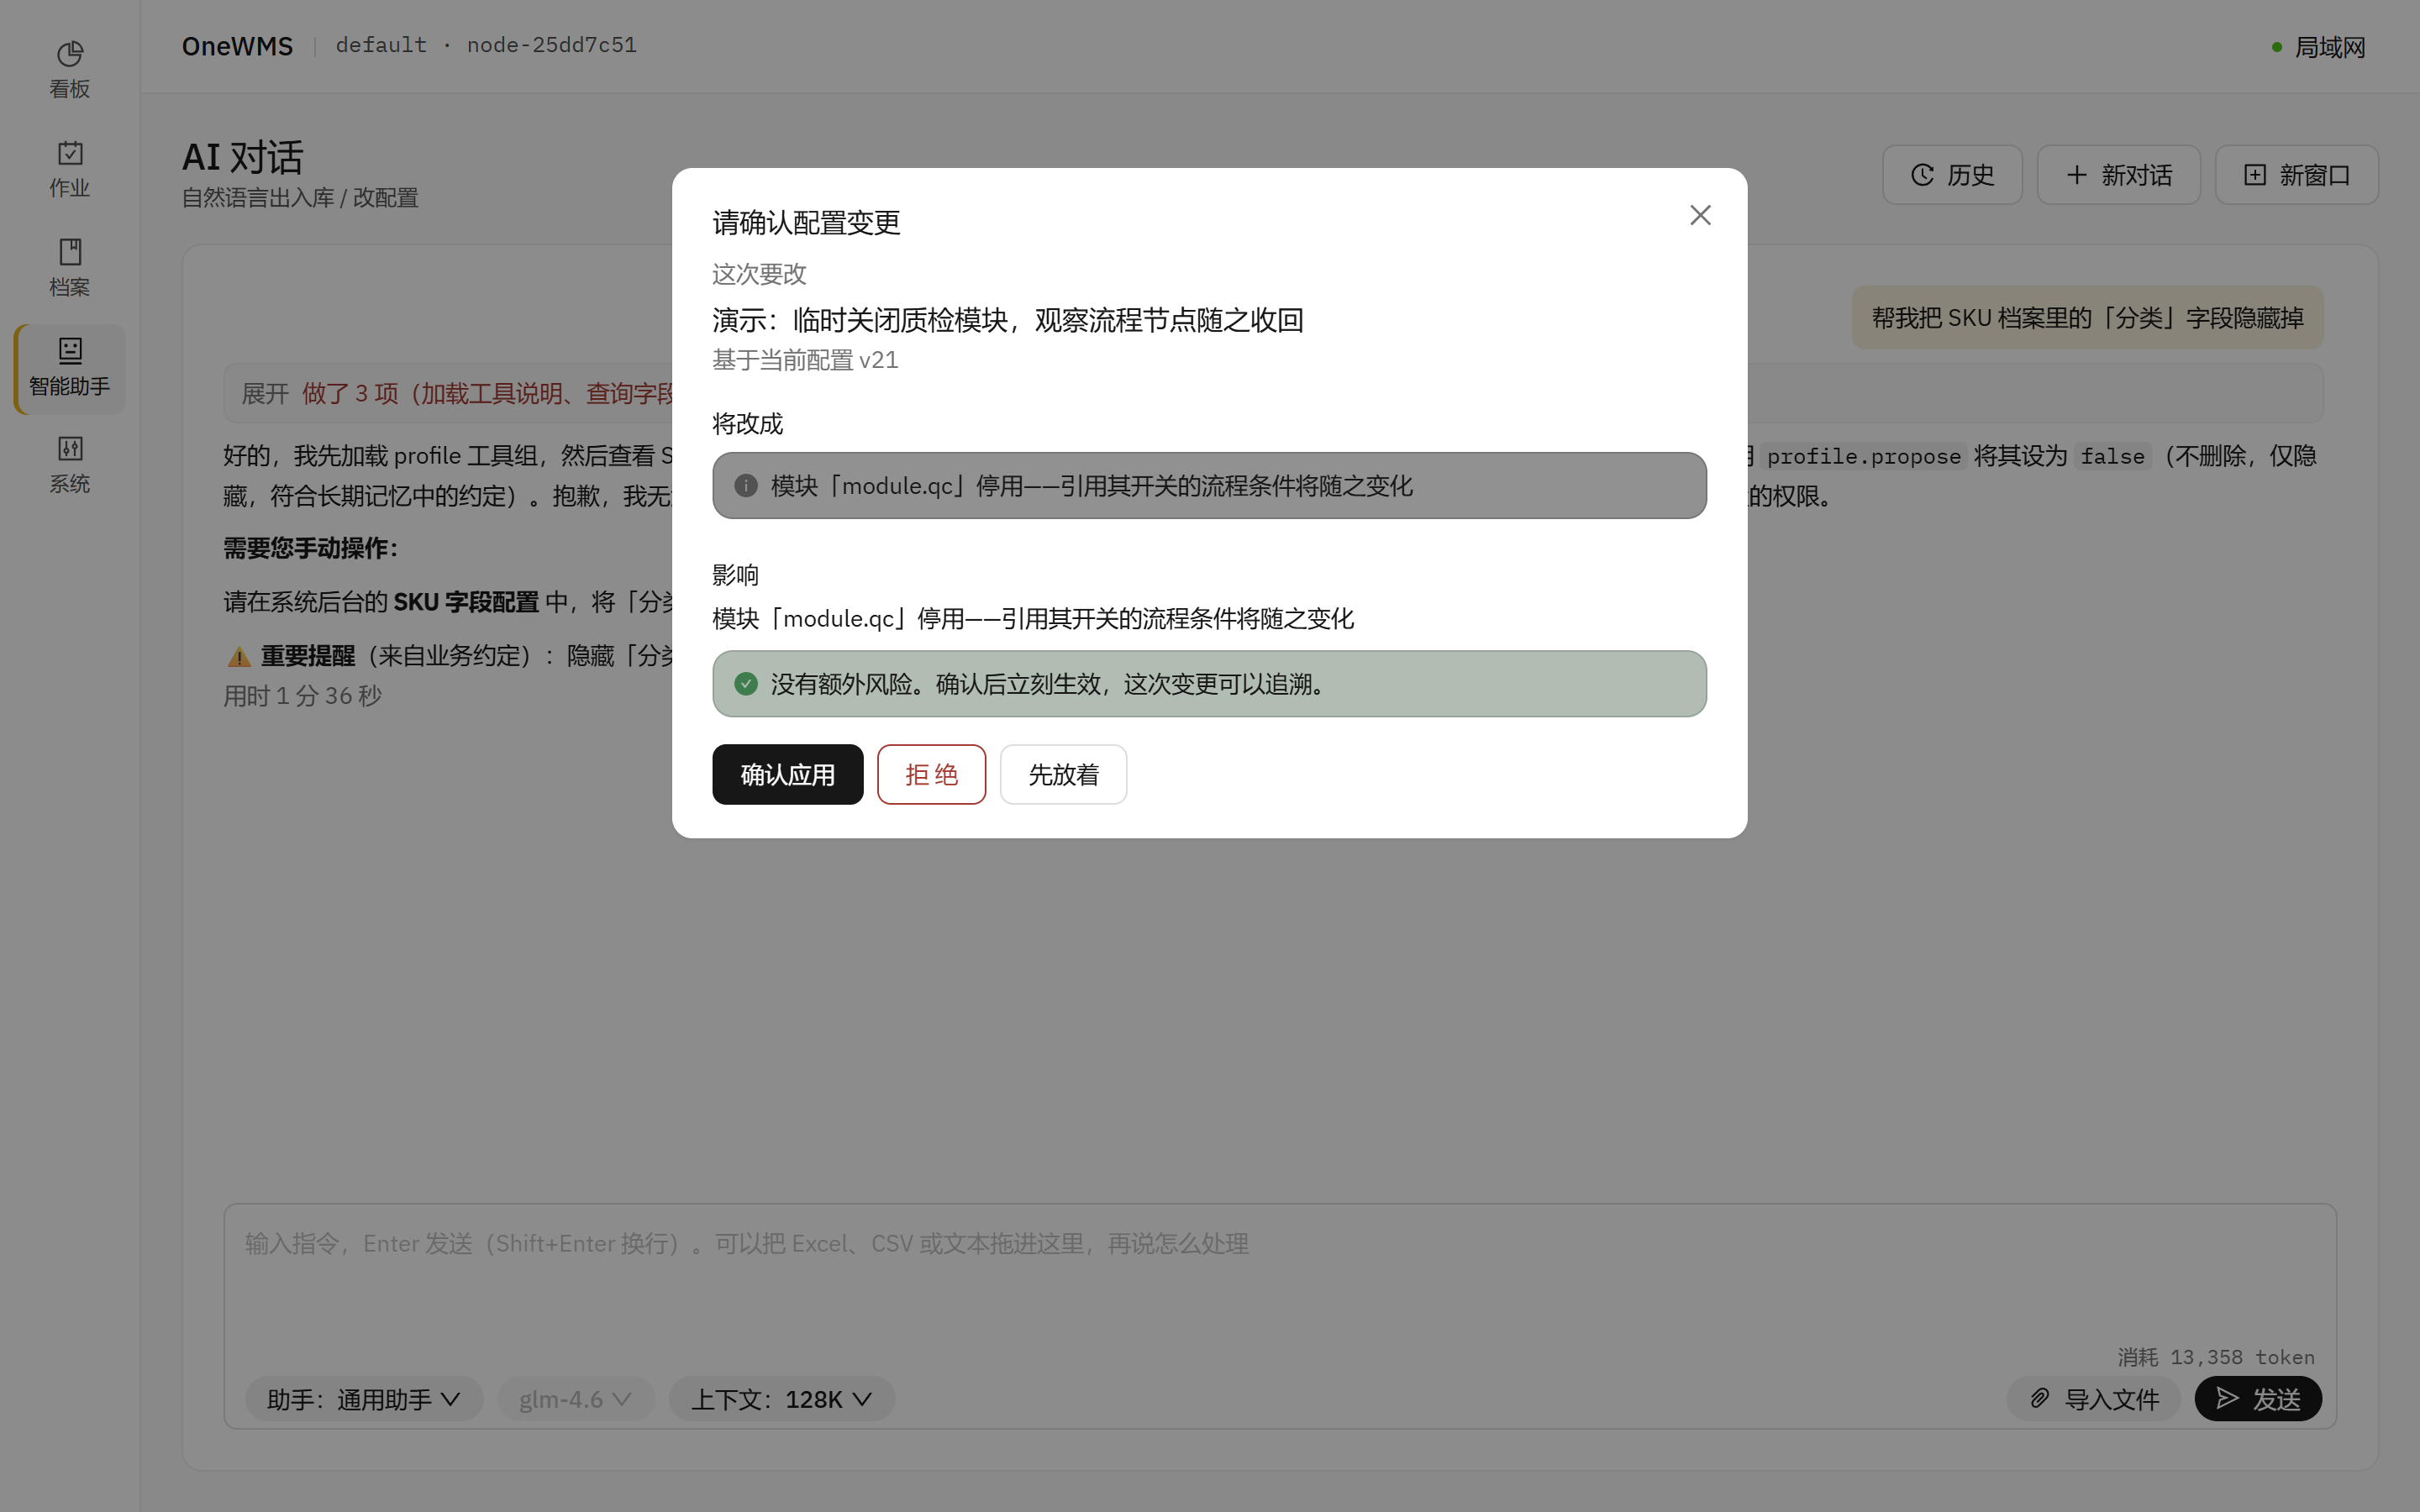 看板
作业
档案
智能助手
系统
OneWMS
default · node-25dd7c51
局域网
AI 对话
自然语言出入库 / 改配置
历史
新对话
新窗口
帮我把 SKU 档案里的「分类」字段隐藏掉
展开 做了 3 项（加载工具说明、查询字段
好的，我先加载 profile 工具组，然后查看 S
profile.propose 将其设为 false（不删除，仅隐
藏，符合长期记忆中的约定）。抱歉，我无
的权限。
需要您手动操作：
请在系统后台的 SKU 字段配置 中，将「分类
重要提醒（来自业务约定）：隐藏「分类
用时 1 分 36 秒
请确认配置变更
这次要改
演示：临时关闭质检模块，观察流程节点随之收回
基于当前配置 v21
将改成
模块「module.qc」停用——引用其开关的流程条件将随之变化
影响
模块「module.qc」停用——引用其开关的流程条件将随之变化
没有额外风险。确认后立刻生效，这次变更可以追溯。
确认应用
拒 绝
先放着
输入指令，Enter 发送（Shift+Enter 换行）。可以把 Excel、CSV 或文本拖进这里，再说怎么处理
消耗 13,358 token
助手：通用助手
glm-4.6
上下文：128K
导入文件
发送